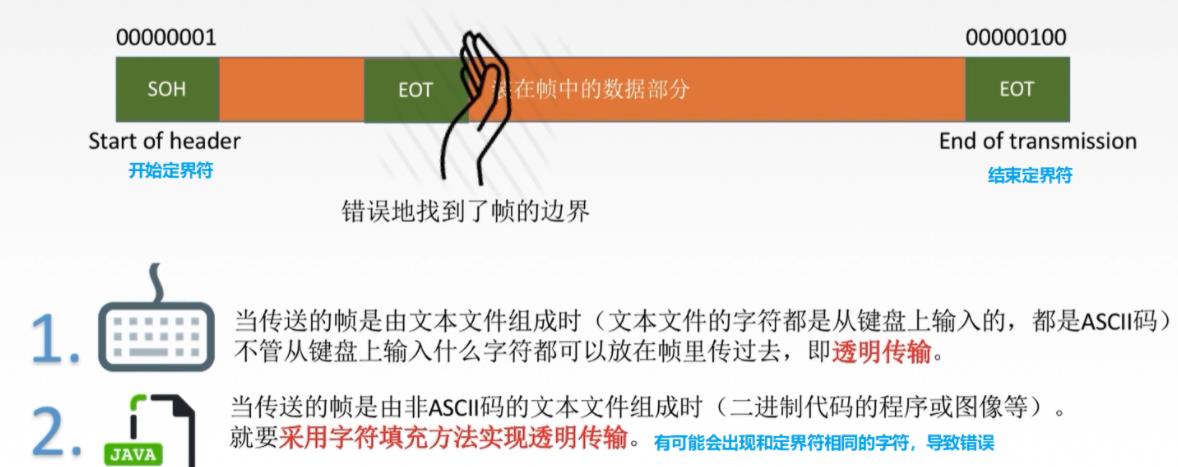 00000001
00000100
SOH
EOT
装在帧中的数据部分
EOT
Start of header
End of transmission
开始定界符
结束定界符
错误地找到了帧的边界
1.
当传送的帧是由文本文件组成时（文本文件的字符都是从键盘上输入的，都是ASCII码）
不管从键盘上输入什么字符都可以放在帧里传过去，即透明传输。
2.
JAVA
当传送的帧是由非ASCII码的文本文件组成时（二进制代码的程序或图像等）。
就要采用字符填充方法实现透明传输。 有可能会出现和定界符相同的字符，导致错误